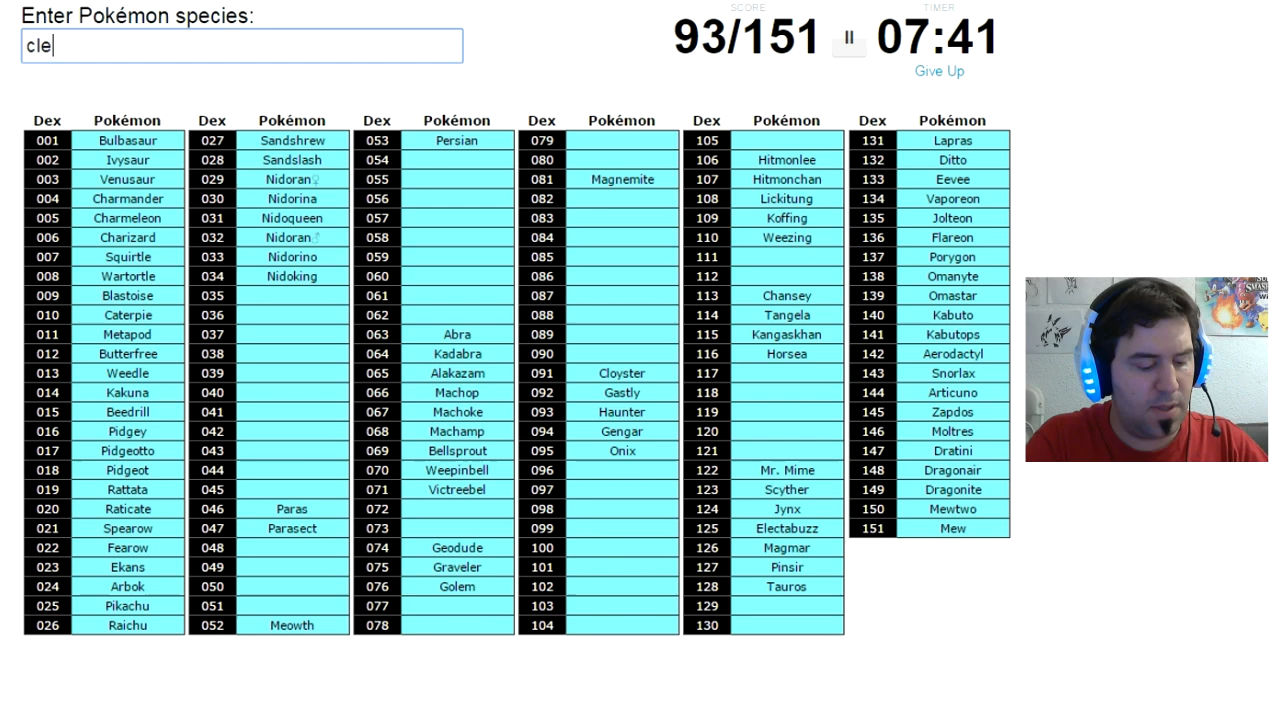 Enter Pokémon species:
cle
SCORE
93/151
TIMER
07:41
Give Up
Dex Pokémon Dex Pokémon Dex Pokémon Dex Pokémon Dex Pokémon Dex Pokémon
001 Bulbasaur 027 Sandshrew 053 Persian 079 105 131 Lapras
002 Ivysaur 028 Sandslash 054 080 106 Hitmonlee 132 Ditto
003 Venusaur 029 Nidoran♀ 055 081 Magnemite 107 Hitmonchan 133 Eevee
004 Charmander 030 Nidorina 056 082 108 Lickitung 134 Vaporeon
005 Charmeleon 031 Nidoqueen 057 083 109 Koffing 135 Jolteon
006 Charizard 032 Nidoran♂ 058 084 110 Weezing 136 Flareon
007 Squirtle 033 Nidorino 059 085 111 137 Porygon
008 Wartortle 034 Nidoking 060 086 112 138 Omanyte
009 Blastoise 035 061 087 113 Chansey 139 Omastar
010 Caterpie 036 062 088 114 Tangela 140 Kabuto
011 Metapod 037 063 Abra 089 115 Kangaskhan 141 Kabutops
012 Butterfree 038 064 Kadabra 090 116 Horsea 142 Aerodactyl
013 Weedle 039 065 Alakazam 091 Cloyster 117 143 Snorlax
014 Kakuna 040 066 Machop 092 Gastly 118 144 Articuno
015 Beedrill 041 067 Machoke 093 Haunter 119 145 Zapdos
016 Pidgey 042 068 Machamp 094 Gengar 120 146 Moltres
017 Pidgeotto 043 069 Bellsprout 095 Onix 121 147 Dratini
018 Pidgeot 044 070 Weepinbell 096 122 Mr. Mime 148 Dragonair
019 Rattata 045 071 Victreebel 097 123 Scyther 149 Dragonite
020 Raticate 046 Paras 072 098 124 Jynx 150 Mewtwo
021 Spearow 047 Parasect 073 099 125 Electabuzz 151 Mew
022 Fearow 048 074 Geodude 100 126 Magmar
023 Ekans 049 075 Graveler 101 127 Pinsir
024 Arbok 050 076 Golem 102 128 Tauros
025 Pikachu 051 077 103 129
026 Raichu 052 Meowth 078 104 130